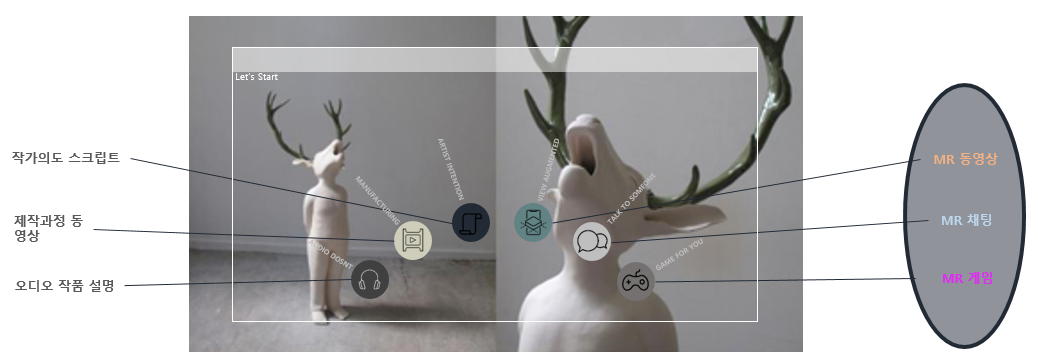 Let's Start
작가의도 스크립트
제작과정 동
영상
오디오 작품 설명
ARTIST INTENTION
MANUFACTURING
AUDIO DOSNT
VIEW AUGMENTED
TALK TO SOMEONE
GAME FOR YOU
MR 동영상
MR 채팅
MR 게임